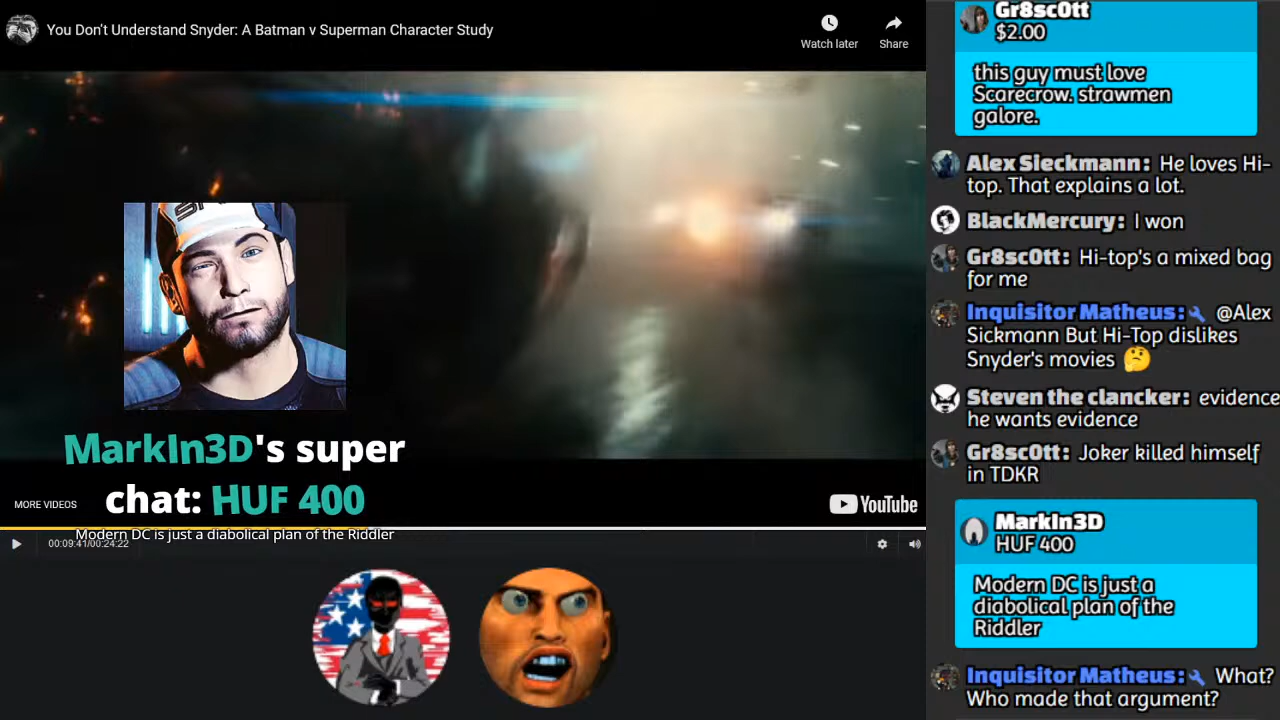 You Don't Understand Snyder: A Batman v Superman Character Study
Watch later
Share
MarkIn3D's super
chat: HUF 400
MORE VIDEOS
YouTube
Modern DC is just a diabolical plan of the Riddler
00:09:41/00:24:22
Gr8sc0tt
$2.00
this guy must love
Scarecrow. strawmen
galore.
Alex Sieckmann: He loves Hi-
top. That explains a lot.
BlackMercury: I won
Gr8sc0tt: Hi-top's a mixed bag
for me
Inquisitor Matheus: @Alex
Sickmann But Hi-Top dislikes
Snyder's movies 🤔
Steven the clancker: evidence
he wants evidence
Gr8sc0tt: Joker killed himself
in TDKR
MarkIn3D
HUF 400
Modern DC is just a
diabolical plan of the
Riddler
Inquisitor Matheus: What?
Who made that argument?